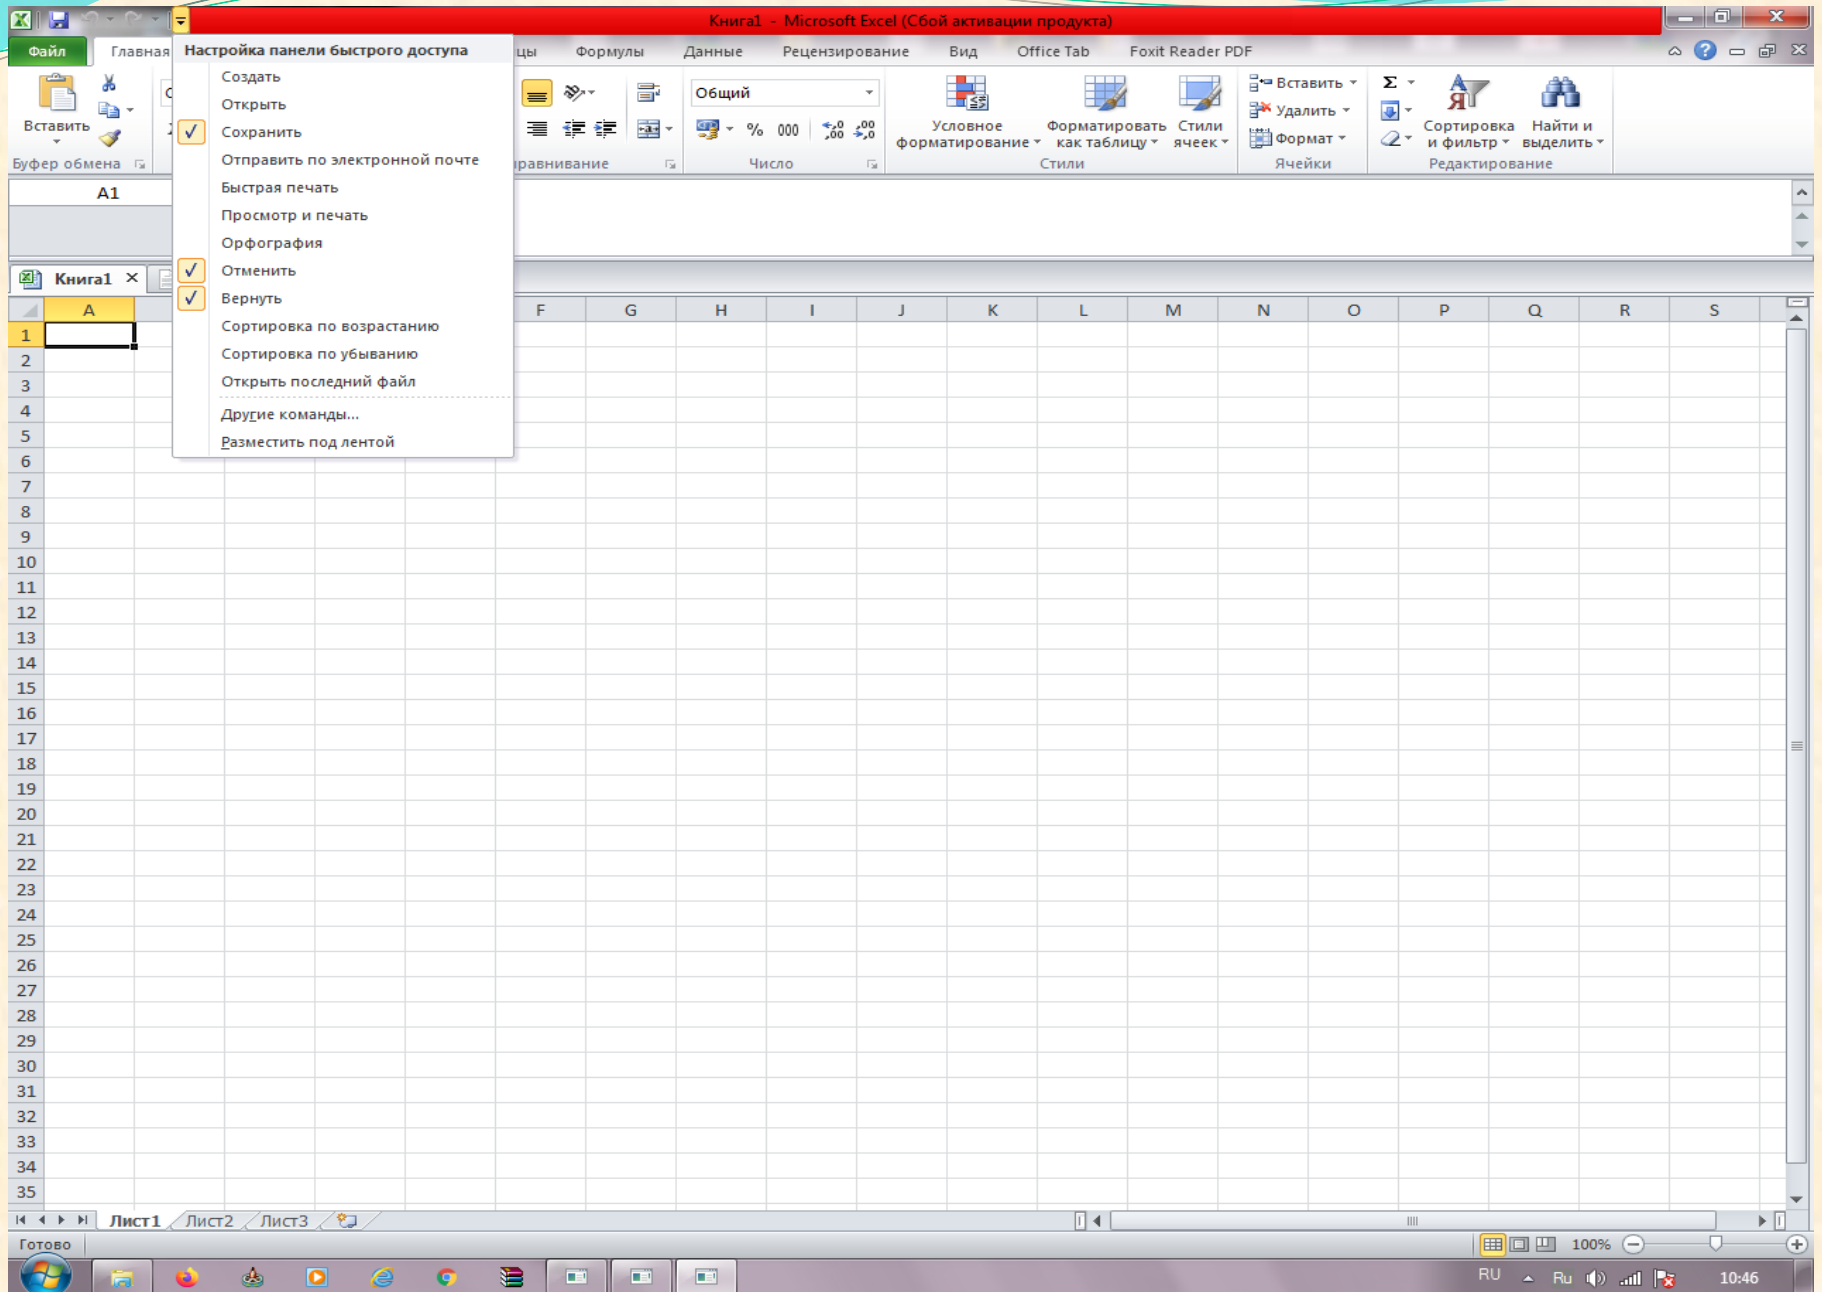 Книга1 - Microsoft Excel (Сбой активации продукта)
Файл Главная цы Формулы Данные Рецензирование Вид Office Tab Foxit Reader PDF
Настройка панели быстрого доступа
Создать
Открыть
Сохранить
Отправить по электронной почте
Быстрая печать
Просмотр и печать
Орфография
Отменить
Вернуть
Сортировка по возрастанию
Сортировка по убыванию
Открыть последний файл
Другие команды...
Разместить под лентой
Вставить
Буфер обмена
равнивание
Общий
% 000 ,00 ,00 ,0
Число
Условное форматирование
Форматировать как таблицу
Стили ячеек
Стили
Вставить
Удалить
Формат
Ячейки
Σ
Сортировка и фильтр
Найти и выделить
Редактирование
A1
Книга1
A F G H I J K L M N O P Q R S
1
2
3
4
5
6
7
8
9
10
11
12
13
14
15
16
17
18
19
20
21
22
23
24
25
26
27
28
29
30
31
32
33
34
35
Лист1 Лист2 Лист3
Готово 100%
RU Ru 10:46